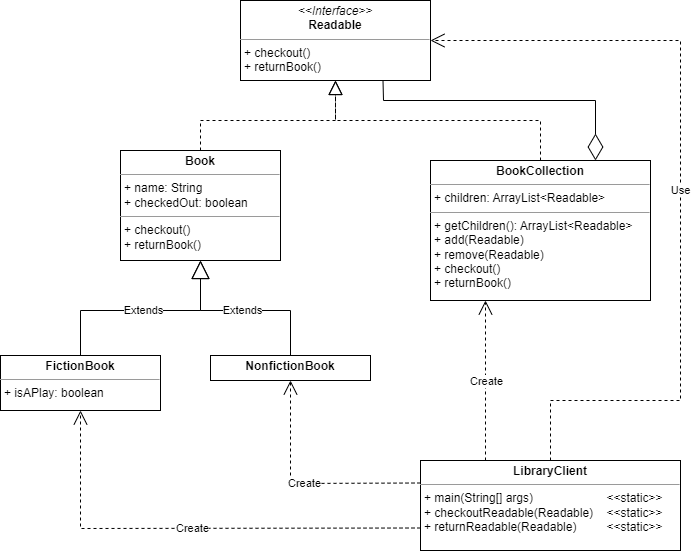 <<Interface>>
Readable
+ checkout()
+ returnBook()
Book
+ name: String
+ checkedOut: boolean
+ checkout()
+ returnBook()
BookCollection
+ children: ArrayList<Readable>
+ getChildren(): ArrayList<Readable>
+ add(Readable)
+ remove(Readable)
+ checkout()
+ returnBook()
Use
Extends
Extends
FictionBook
+ isAPlay: boolean
NonfictionBook
Create
Create
Create
LibraryClient
+ main(String[] args) <<static>>
+ checkoutReadable(Readable) <<static>>
+ returnReadable(Readable) <<static>>